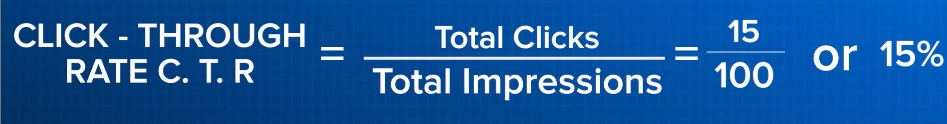 CLICK - THROUGH
RATE C. T. R
=
Total Clicks
Total Impressions
=
15
100
or 15%